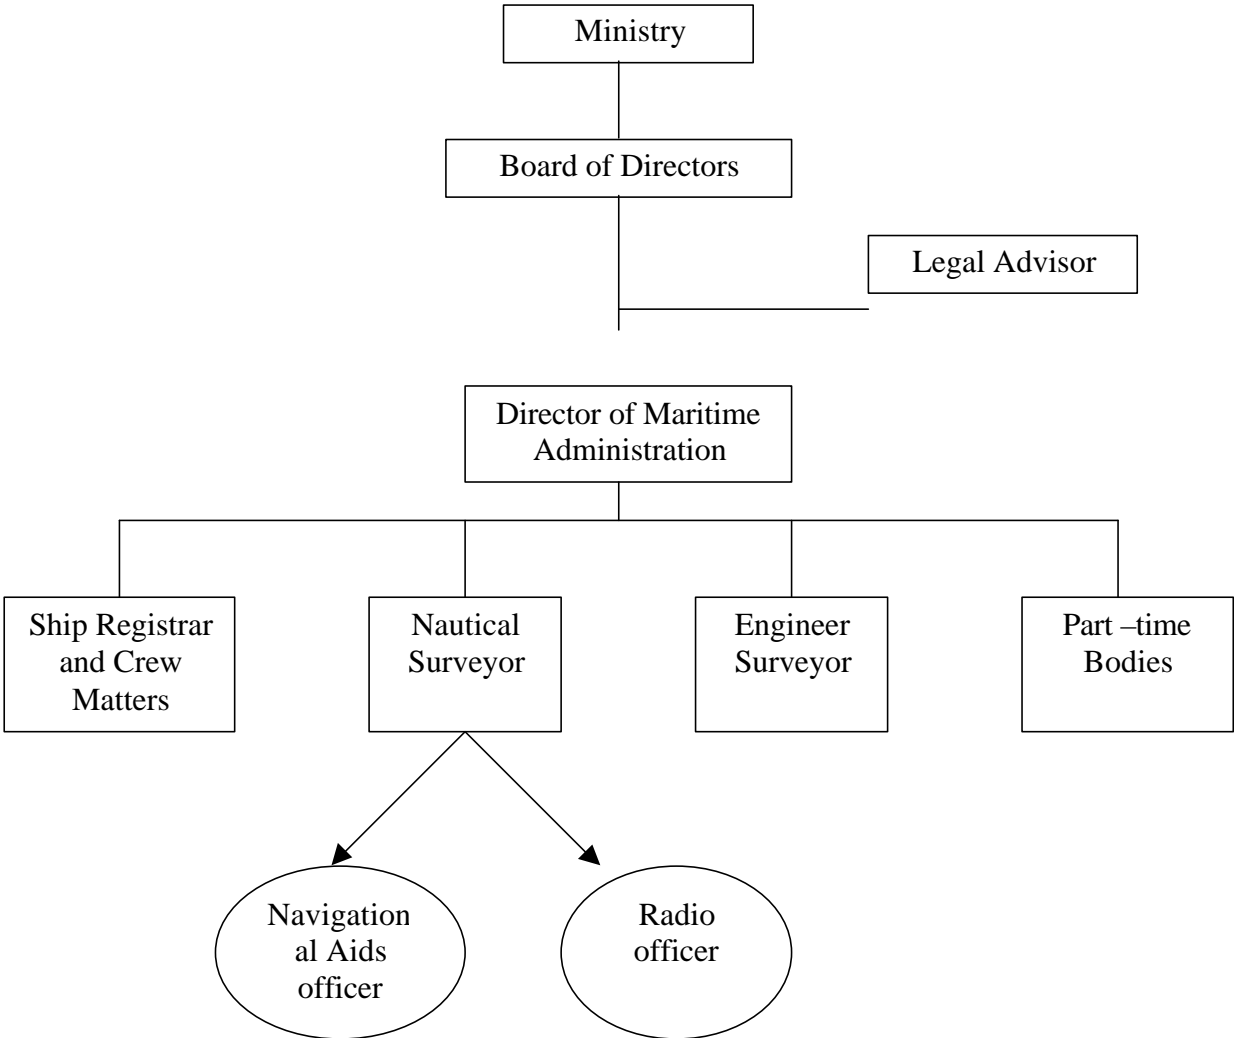 Ministry
Board of Directors
Legal Advisor
Director of Maritime
Administration
Ship Registrar
and Crew
Matters
Nautical
Surveyor
Engineer
Surveyor
Part –time
Bodies
Navigation
al Aids
officer
Radio
officer